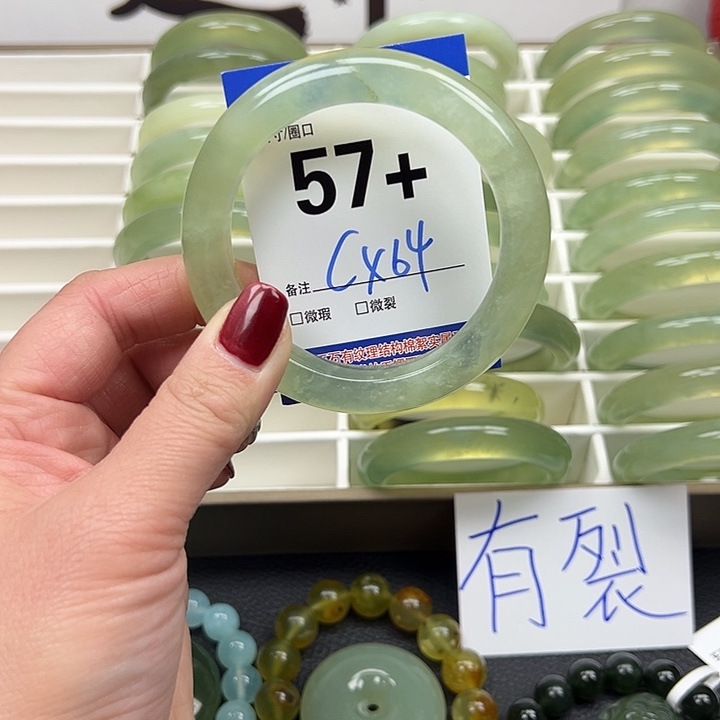 寸/圈口
57+
备注 CX64
□微瑕 □微裂
有纹理结构棉絮实属
有裂